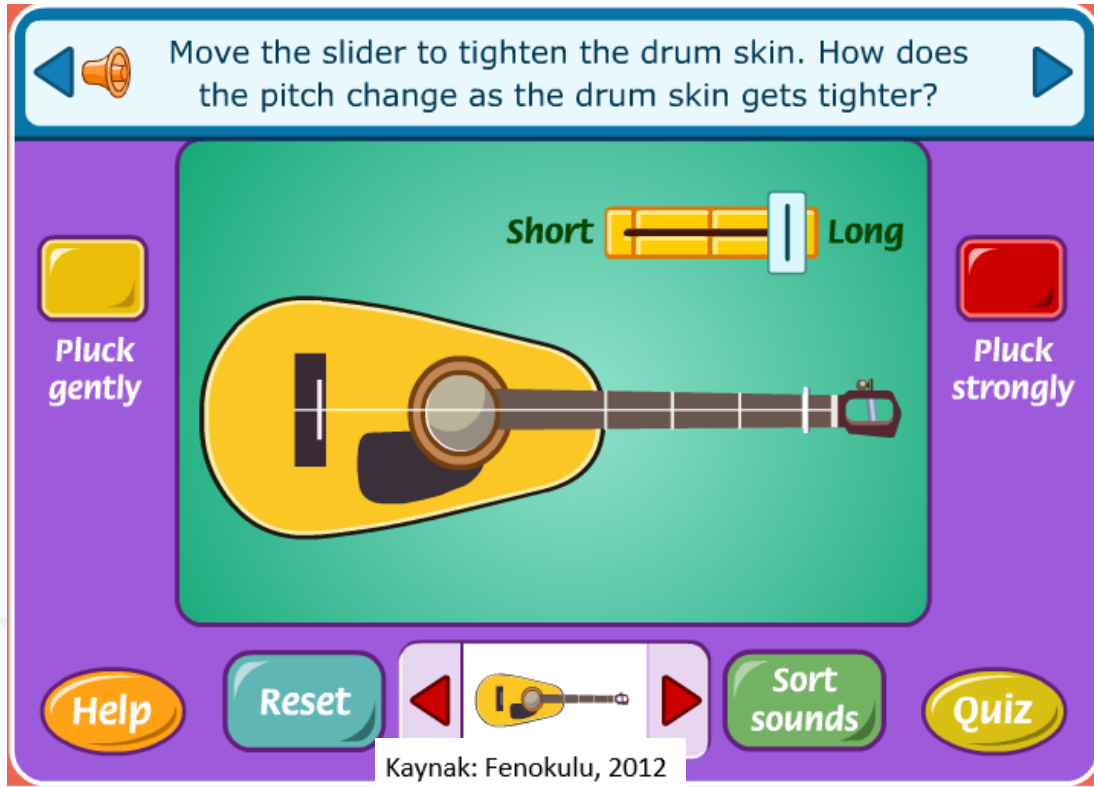 Move the slider to tighten the drum skin. How does
the pitch change as the drum skin gets tighter?
Short
Long
Pluck
gently
Pluck
strongly
Help
Reset
Sort
sounds
Quiz
Kaynak: Fenokulu, 2012